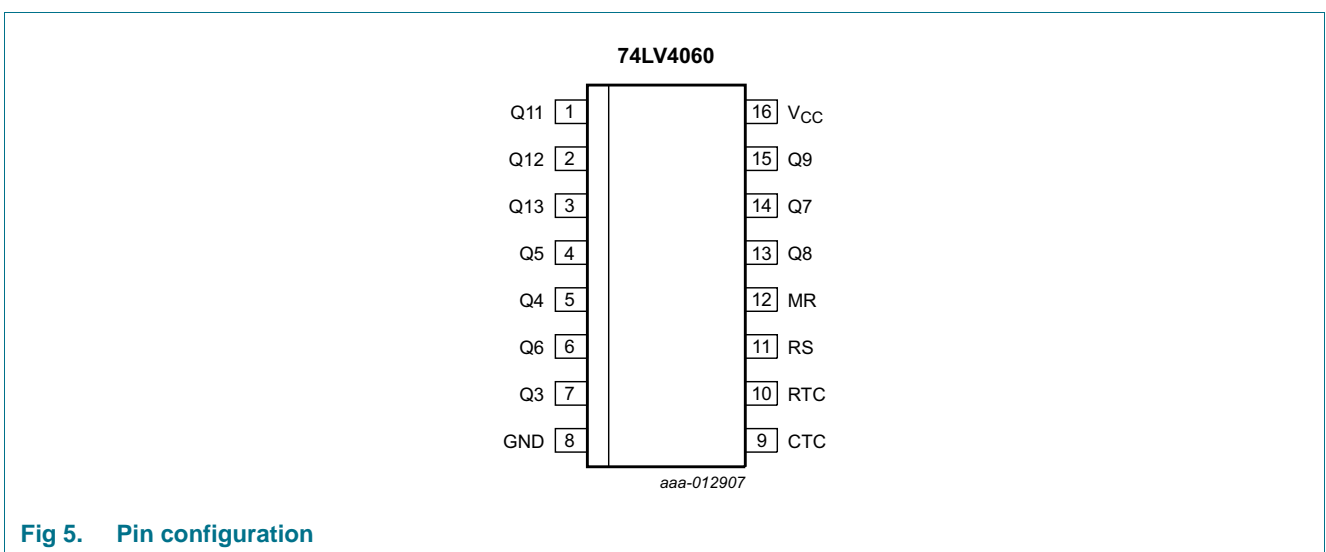 74LV4060
Q11 1 16 VCC
Q12 2 15 Q9
Q13 3 14 Q7
Q5 4 13 Q8
Q4 5 12 MR
Q6 6 11 RS
Q3 7 10 RTC
GND 8 9 CTC
aaa-012907
Fig 5. Pin configuration